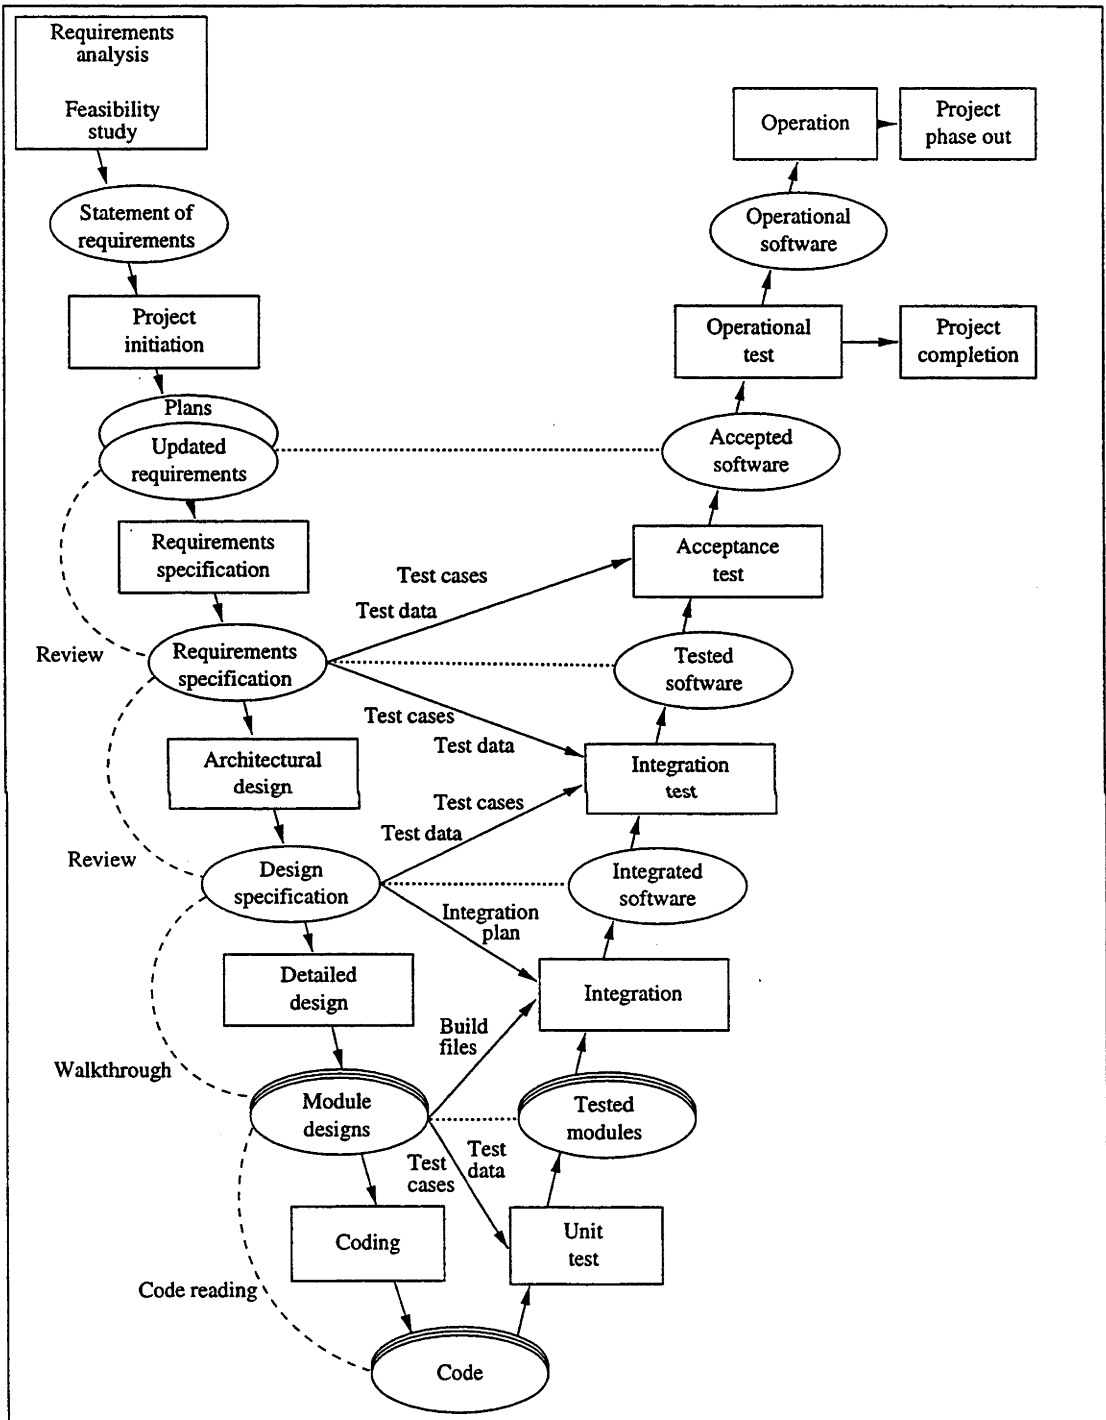 Requirements
analysis
Feasibility
study
Operation
Project
phase out
Statement of
requirements
Operational
software
Project
initiation
Operational
test
Project
completion
Plans
Updated
requirements
Accepted
software
Requirements
specification
Acceptance
test
Test cases
Test data
Review
Requirements
specification
Tested
software
Test cases
Test data
Architectural
design
Integration
test
Test cases
Test data
Review
Design
specification
Integrated
software
Integration
plan
Detailed
design
Integration
Build
files
Walkthrough
Module
designs
Tested
modules
Test
cases
Test
data
Coding
Unit
test
Code reading
Code